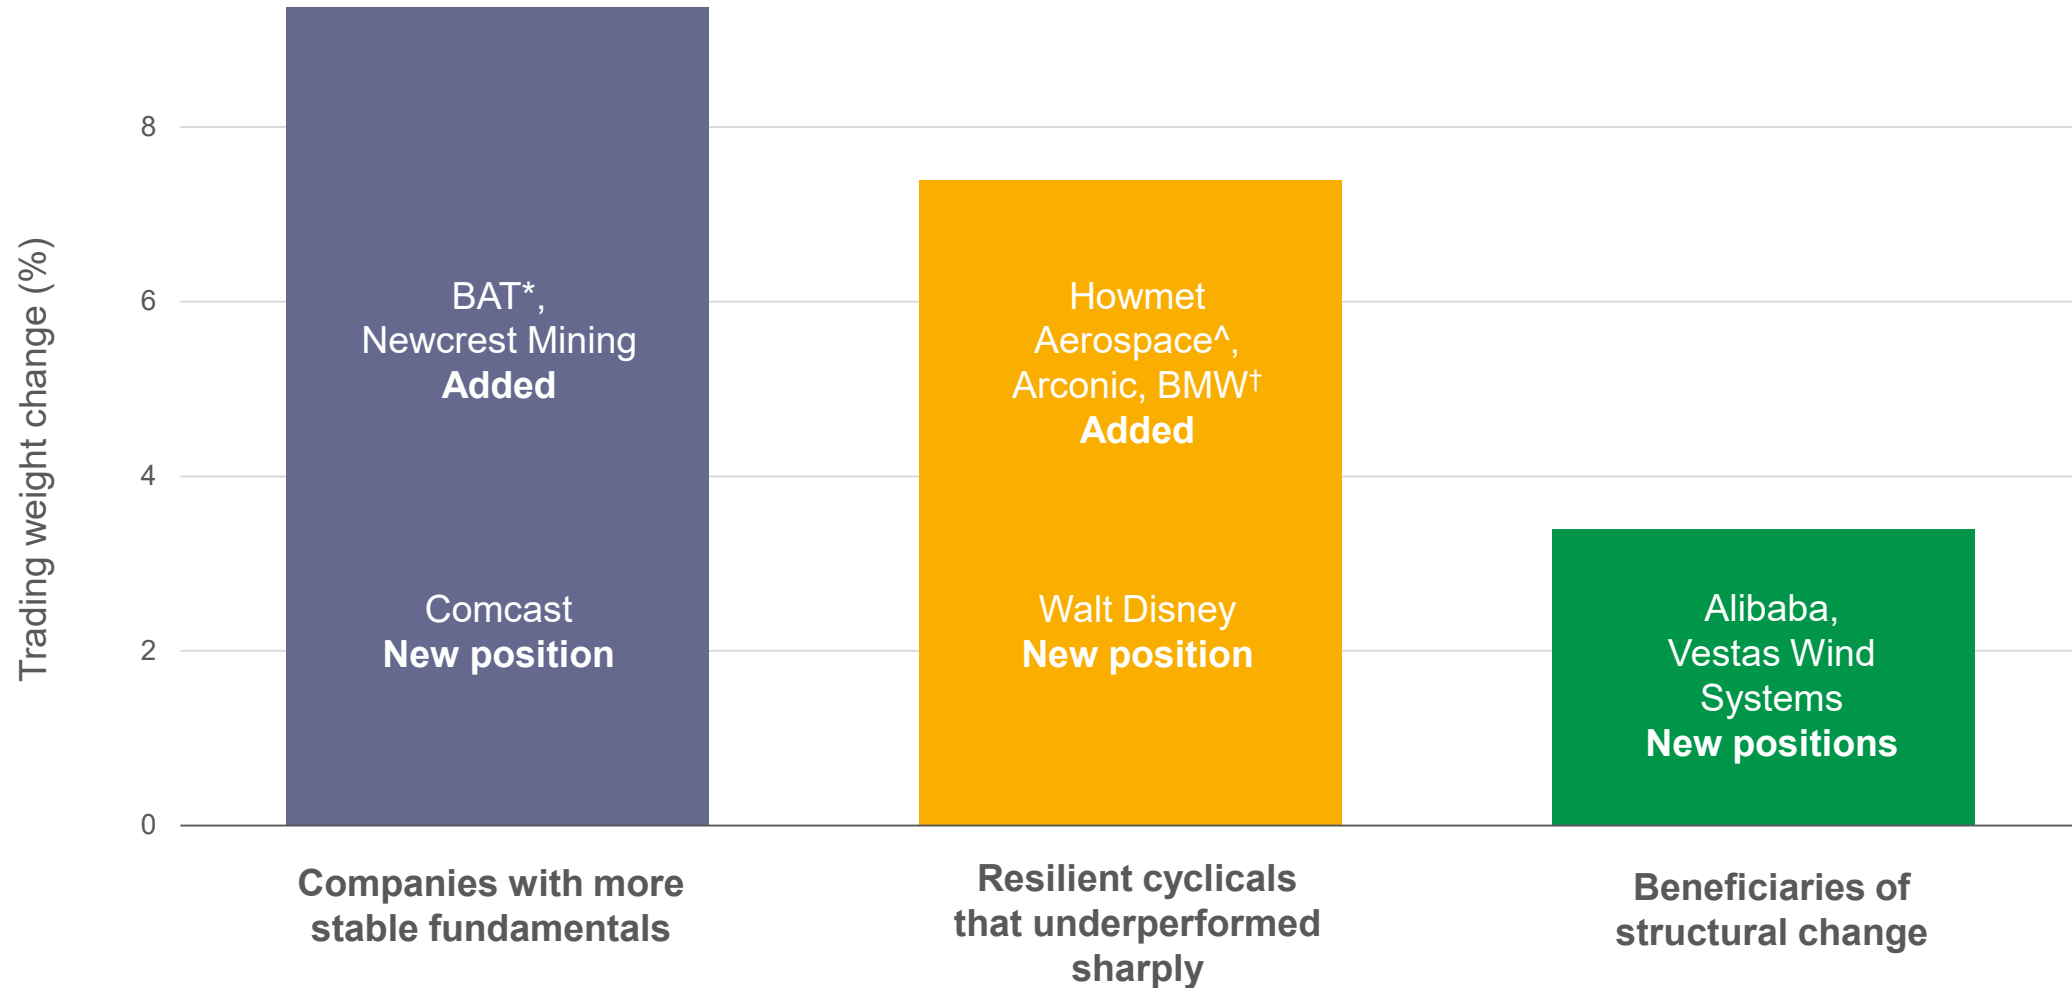 Trading weight change (%)
8
6
4
2
0
BAT*,
Newcrest Mining
Added
Comcast
New position
Howmet
Aerospace^,
Arconic, BMW†
Added
Walt Disney
New position
Alibaba,
Vestas Wind
Systems
New positions
Companies with more
stable fundamentals
Resilient cyclicals
that underperformed
sharply
Beneficiaries of
structural change